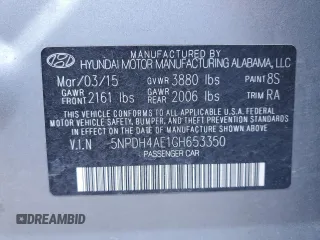 MANUFACTURED BY
HYUNDAI MOTOR MANUFACTURING ALABAMA, LLC
Mar/03/15 GVWR 3880 lbs PAINT 8S
GAWR FRONT 2161 lbs GAWR REAR 2006 lbs TRIM RA
THIS VEHICLE CONFORMS TO ALL APPLICABLE U.S. FEDERAL MOTOR VEHICLE SAFETY, BUMPER, AND THEFT PREVENTION STANDARDS IN EFFECT ON THE DATE OF MANUFACTURE SHOWN ABOVE.
V.I.N 5NPDH4AE1GH653350
PASSENGER CAR
© DREAMBID